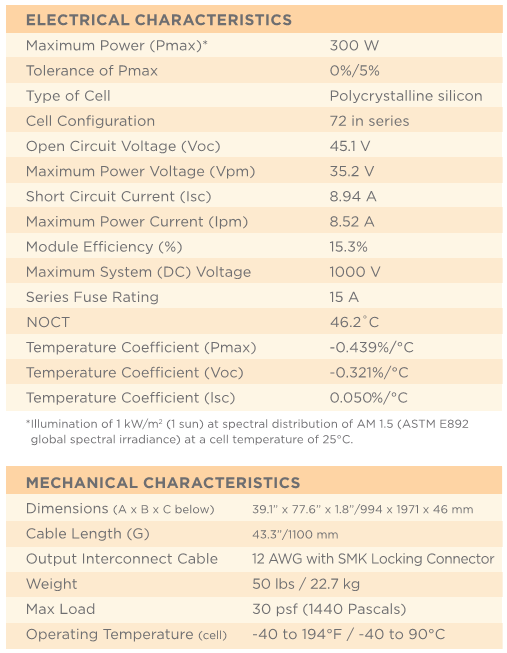 ELECTRICAL CHARACTERISTICS
Maximum Power (Pmax)* 300 W
Tolerance of Pmax 0%/5%
Type of Cell Polycrystalline silicon
Cell Configuration 72 in series
Open Circuit Voltage (Voc) 45.1 V
Maximum Power Voltage (Vpm) 35.2 V
Short Circuit Current (Isc) 8.94 A
Maximum Power Current (Ipm) 8.52 A
Module Efficiency (%) 15.3%
Maximum System (DC) Voltage 1000 V
Series Fuse Rating 15 A
NOCT 46.2˚C
Temperature Coefficient (Pmax) -0.439%/°C
Temperature Coefficient (Voc) -0.321%/°C
Temperature Coefficient (Isc) 0.050%/°C
*Illumination of 1 kW/m² (1 sun) at spectral distribution of AM 1.5 (ASTM E892
global spectral irradiance) at a cell temperature of 25°C.
MECHANICAL CHARACTERISTICS
Dimensions (A x B x C below) 39.1" x 77.6" x 1.8"/994 x 1971 x 46 mm
Cable Length (G) 43.3"/1100 mm
Output Interconnect Cable 12 AWG with SMK Locking Connector
Weight 50 lbs / 22.7 kg
Max Load 30 psf (1440 Pascals)
Operating Temperature (cell) -40 to 194°F / -40 to 90°C